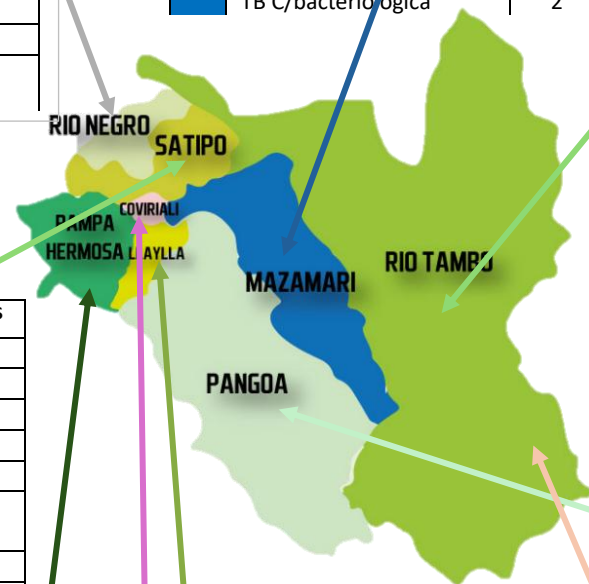 TB C/bacteriológica 2
RIO NEGRO
SATIPO
COVIRIALI
PAMPA
HERMOSA
LLAYLLA
MAZAMARI
RIO TAMBO
PANGOA
s